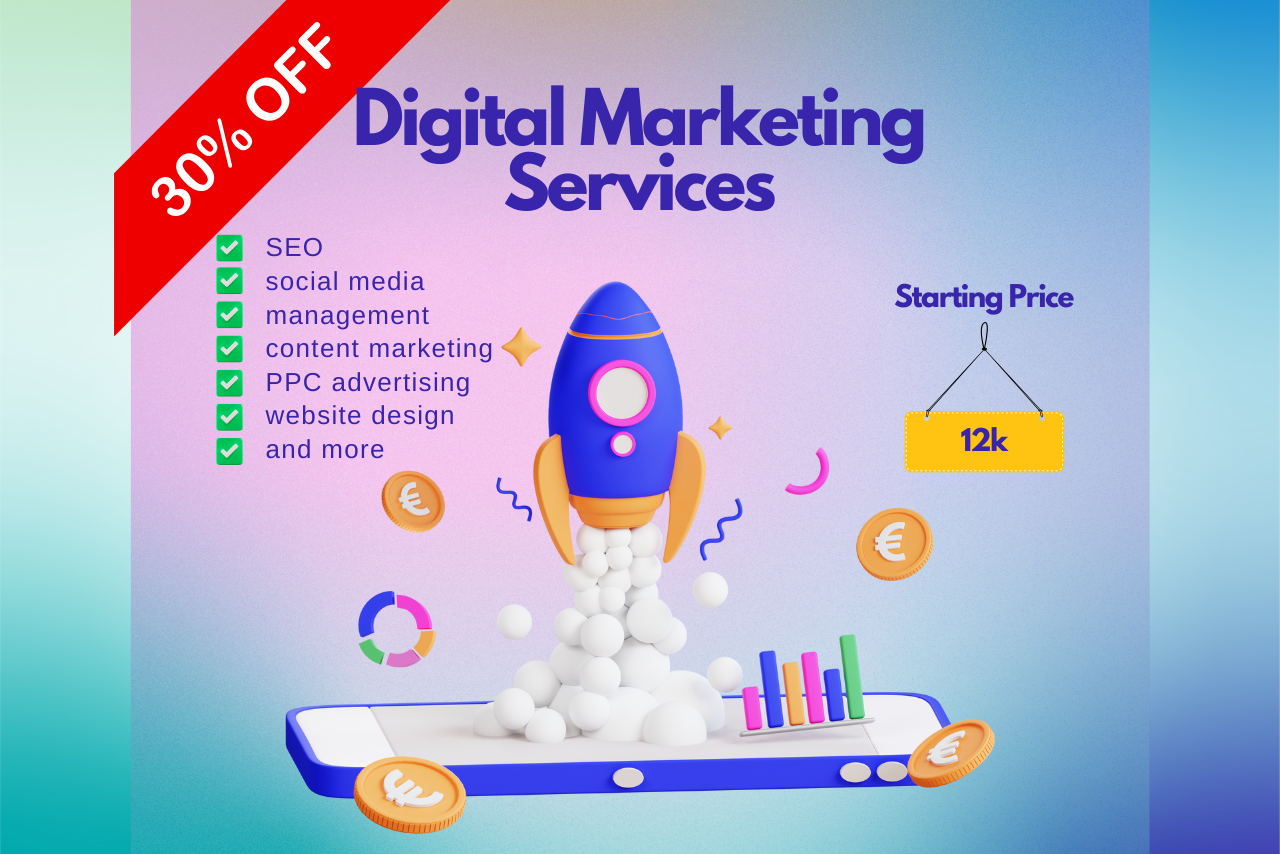 30% OFF
Digital Marketing
Services
SEO
social media
management
content marketing
PPC advertising
website design
and more
Starting Price
12k
€
€
€
€